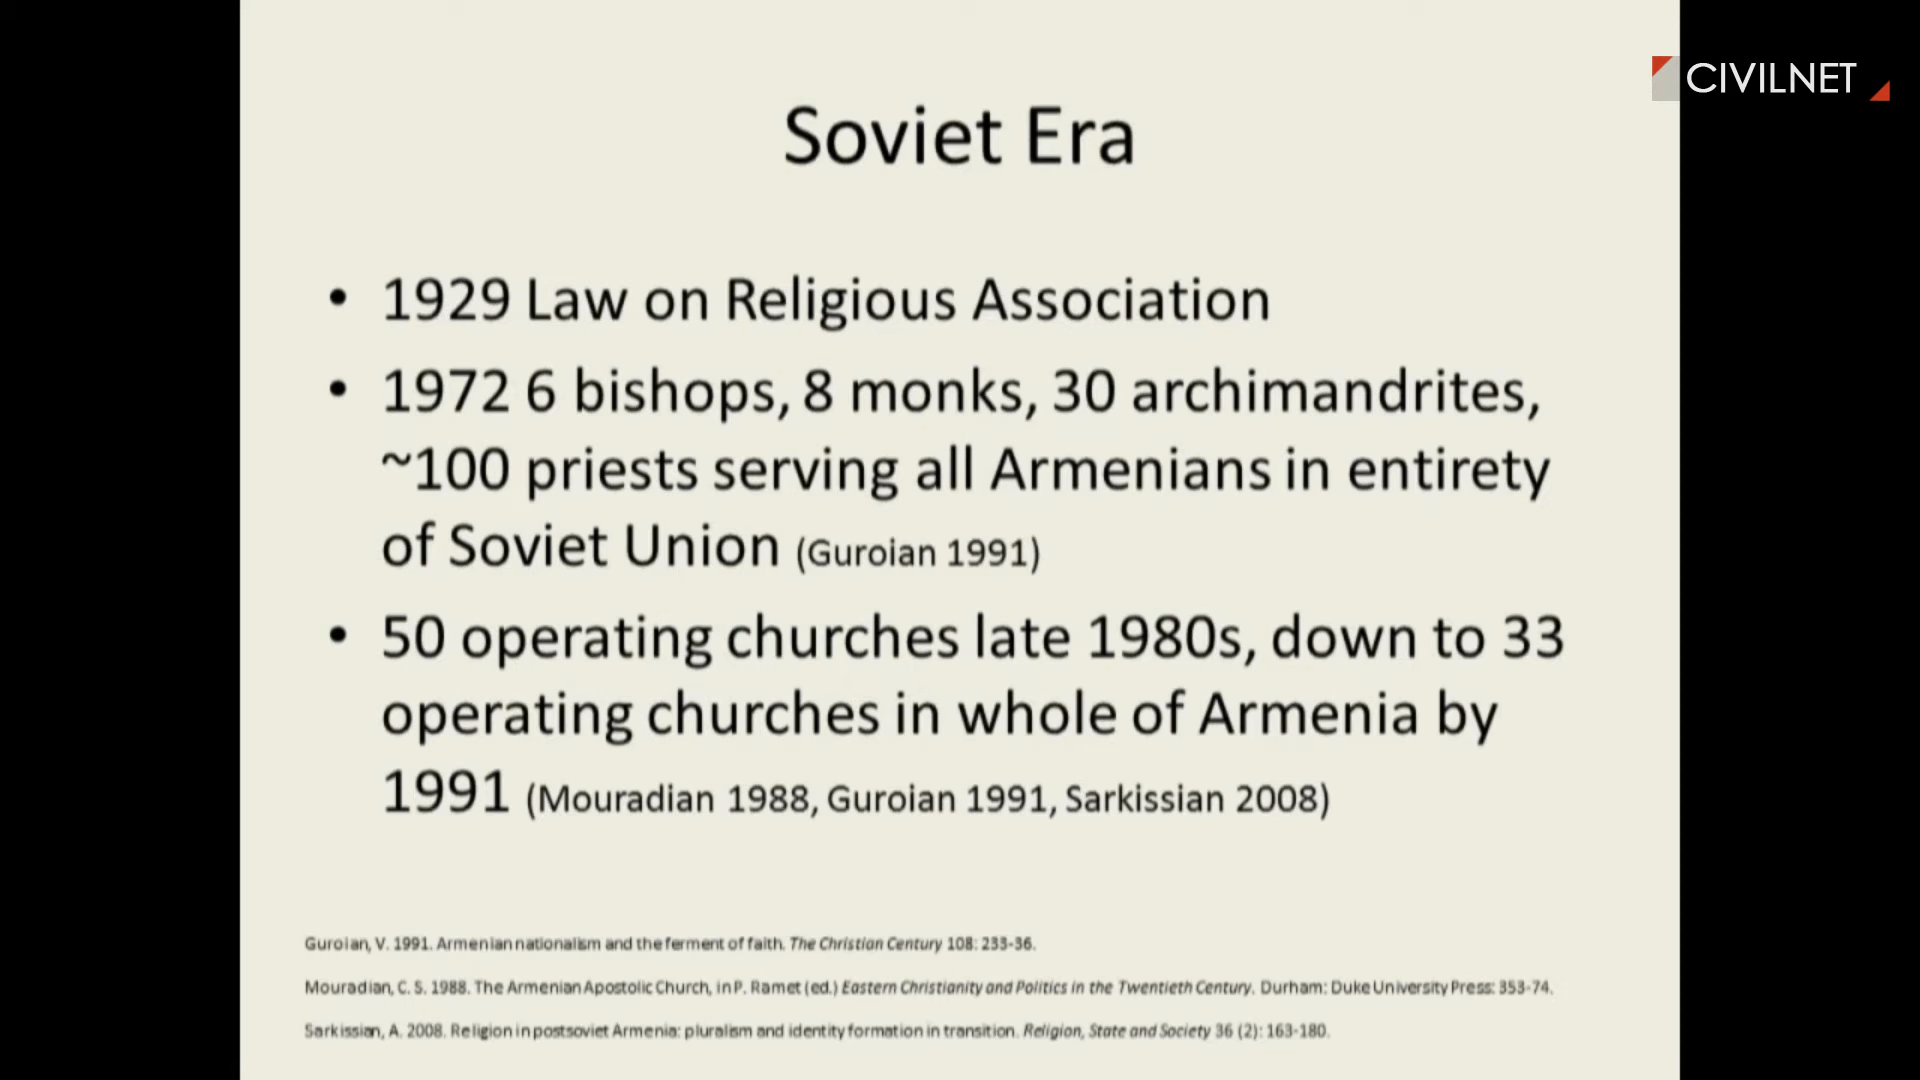 CIVILNET
Soviet Era
• 1929 Law on Religious Association
• 1972 6 bishops, 8 monks, 30 archimandrites,
~100 priests serving all Armenians in entirety
of Soviet Union (Guroian 1991)
• 50 operating churches late 1980s, down to 33
operating churches in whole of Armenia by
1991 (Mouradian 1988, Guroian 1991, Sarkissian 2008)
Guroian, V. 1991. Armenian nationalism and the ferment of faith. The Christian Century 108: 233-36.
Mouradian, C. S. 1988. The Armenian Apostolic Church, in P. Ramet (ed.) Eastern Christianity and Politics in the Twentieth Century. Durham: Duke University Press: 353-74.
Sarkissian, A. 2008. Religion in postsoviet Armenia: pluralism and identity formation in transition. Religion, State and Society 36 (2): 163-180.